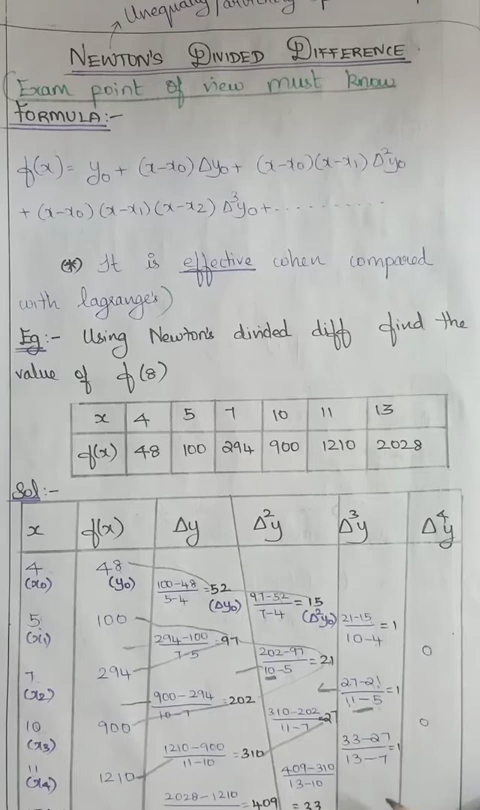 Unequally
NEWTON'S DIVIDED DIFFERENCE
(Exam point of view must know
FORMULA:-
f(x) = y₀ + (x-x₀) Δy₀ + (x-x₀)(x-x₁) Δ²y₀
+ (x-x₀) (x-x₁) (x-x₂) Δ³y₀ + ..........
(*) It is effective when compared
with lagrange's)
Eg:- Using Newton's divided diff find the
value of f(8)
x 4 5 7 10 11 13
f(x) 48 100 294 900 1210 2028
Sol:-
x f(x) Δy Δ²y Δ³y Δ⁴y
4 48
(x₀) (y₀) 100-48/5-4 = 52 97-52/7-4 = 15
(Δy₀) (Δ²y₀) 21-15/10-4 = 1
5 100
(x₁) 294-100/7-5 = 97 202-97/10-5 = 21 0
7 294
(x₂) 900-294/10-7 = 202 310-202/11-7 = 27 27-21/11-5 = 1
10 900 0
(x₃) 1210-900/11-10 = 310 33-27/13-7 = 1
11 1210 409-310/13-10
(x₄) 2028-1210 = 409 = 33